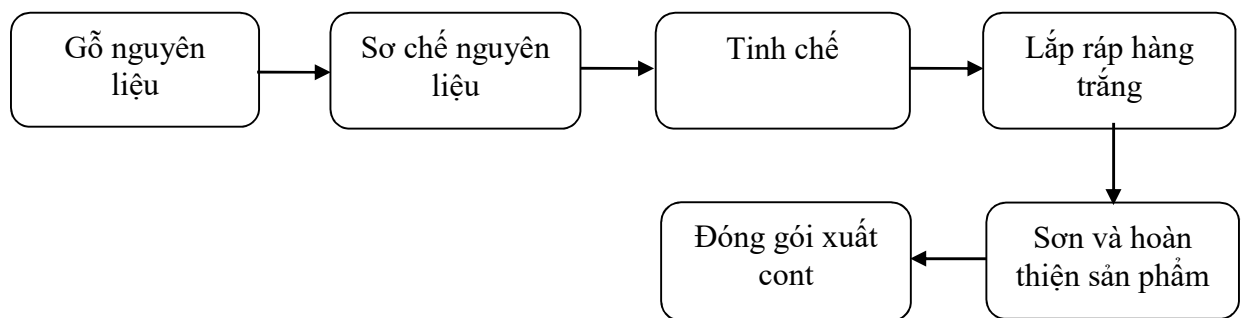 Gỗ nguyên
liệu
Sơ chế nguyên
liệu
Tinh chế
Lắp ráp hàng
trắng
Sơn và hoàn
thiện sản phẩm
Đóng gói xuất
cont